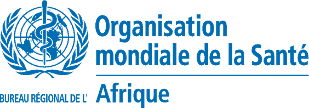 Organisation
mondiale de la Santé
BUREAU RÉGIONAL DE L' Afrique